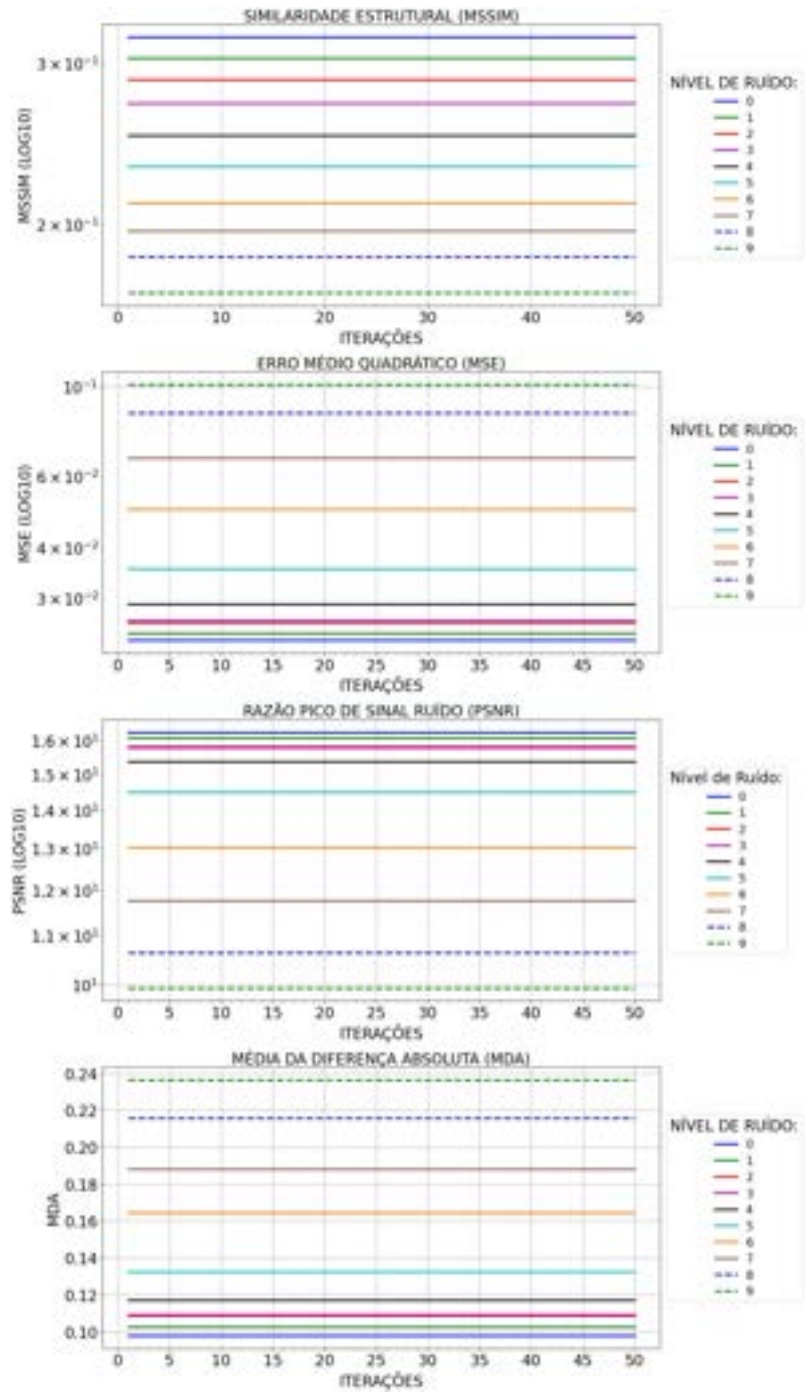 SIMILARIDADE ESTRUTURAL (MSSIM)
MSSIM (LOG10)
3 × 10⁻¹
2 × 10⁻¹
0 10 20 30 40 50
ITERAÇÕES
NÍVEL DE RUÍDO:
0
1
2
3
4
5
6
7
8
9
ERRO MÉDIO QUADRÁTICO (MSE)
MSE (LOG10)
10⁻¹
6 × 10⁻²
4 × 10⁻²
3 × 10⁻²
0 5 10 15 20 25 30 35 40 45 50
ITERAÇÕES
NÍVEL DE RUÍDO:
0
1
2
3
4
5
6
7
8
9
RAZÃO PICO DE SINAL RUÍDO (PSNR)
PSNR (LOG10)
1.6 × 10¹
1.5 × 10¹
1.4 × 10¹
1.3 × 10¹
1.2 × 10¹
1.1 × 10¹
10¹
0 5 10 15 20 25 30 35 40 45 50
ITERAÇÕES
Nível de Ruído:
0
1
2
3
4
5
6
7
8
9
MÉDIA DA DIFERENÇA ABSOLUTA (MDA)
MDA
0.24
0.22
0.20
0.18
0.16
0.14
0.12
0.10
0 5 10 15 20 25 30 35 40 45 50
ITERAÇÕES
NÍVEL DE RUÍDO:
0
1
2
3
4
5
6
7
8
9